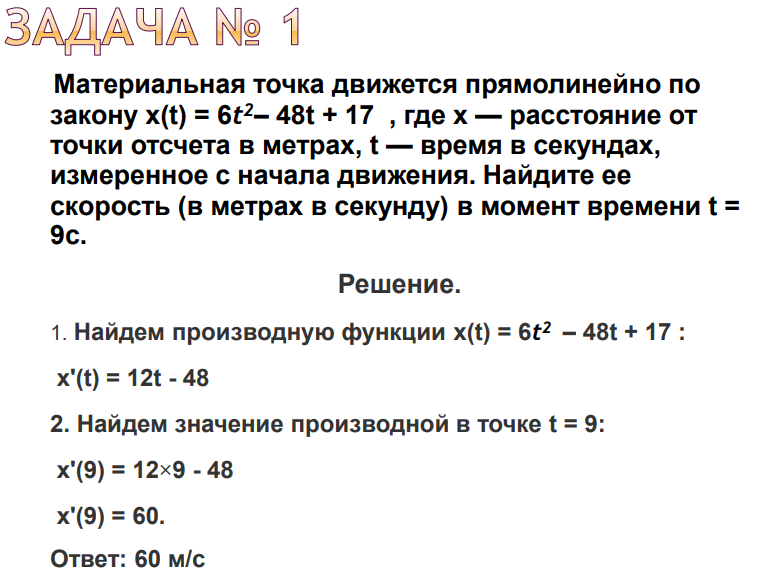 ЗАДАЧА № 1
Материальная точка движется прямолинейно по
закону x(t) = 6t²– 48t + 17 , где x — расстояние от
точки отсчета в метрах, t — время в секундах,
измеренное с начала движения. Найдите ее
скорость (в метрах в секунду) в момент времени t =
9с.
Решение.
1. Найдем производную функции x(t) = 6t² – 48t + 17 :
x'(t) = 12t - 48
2. Найдем значение производной в точке t = 9:
x'(9) = 12×9 - 48
x'(9) = 60.
Ответ: 60 м/с